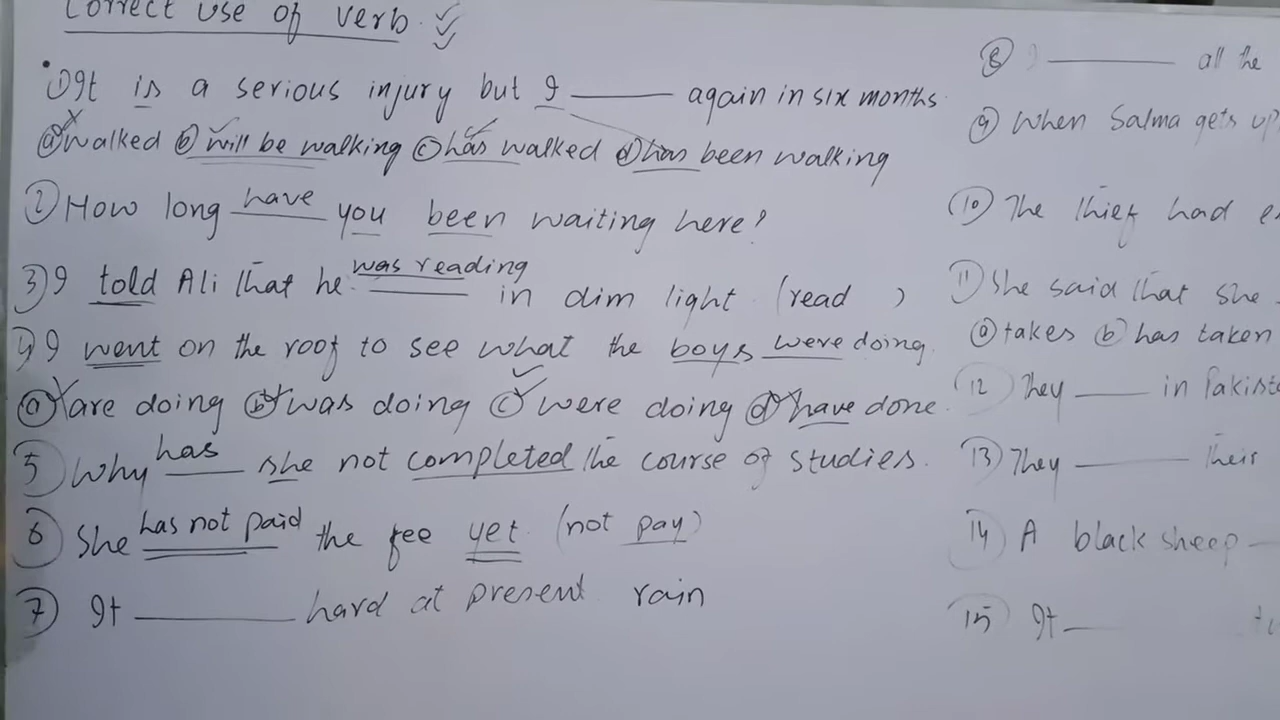 Correct use of verb.
1) It is a serious injury but I ______ again in six months.
(a) walked (b) will be walking (c) has walked (d) has been walking
(2) How long have you been waiting here?
3) I told Ali that he was reading in dim light (read )
4) I went on the roof to see what the boys were doing.
(a) are doing (b) was doing (c) were doing (d) have done.
5) Why has she not completed the course of studies.
6) She has not paid the fee yet. (not pay)
7) It ______ hard at present rain
(8) I ______ all the
(9) When Salma gets up
(10) The thief had
11) She said that she
(a) takes (b) has taken
12) They ____ in
13) They ______ their
14) A black sheep
15) It